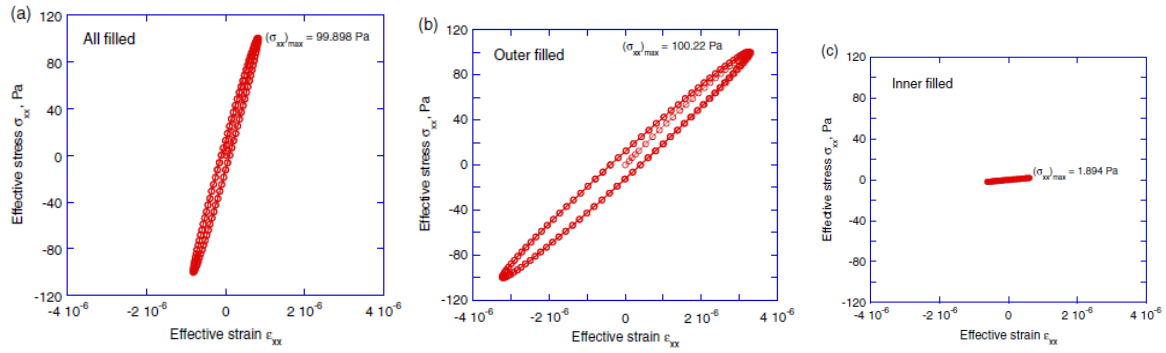 (a)
All filled
(σxx)max = 99.898 Pa
Effective stress σxx, Pa
120
80
40
0
-40
-80
-120
-4 10-6
-2 10-6
0
2 10-6
4 10-6
Effective strain εxx
(b)
Outer filled
(σxx)max = 100.22 Pa
Effective stress σxx, Pa
120
80
40
0
-40
-80
-120
-4 10-6
-2 10-6
0
2 10-6
4 10-6
Effective strain εxx
(c)
Inner filled
(σxx)max = 1.894 Pa
Effective stress σxx, Pa
120
80
40
0
-40
-80
-120
-4 10-6
-2 10-6
0
2 10-6
4 10-6
Effective strain εxx